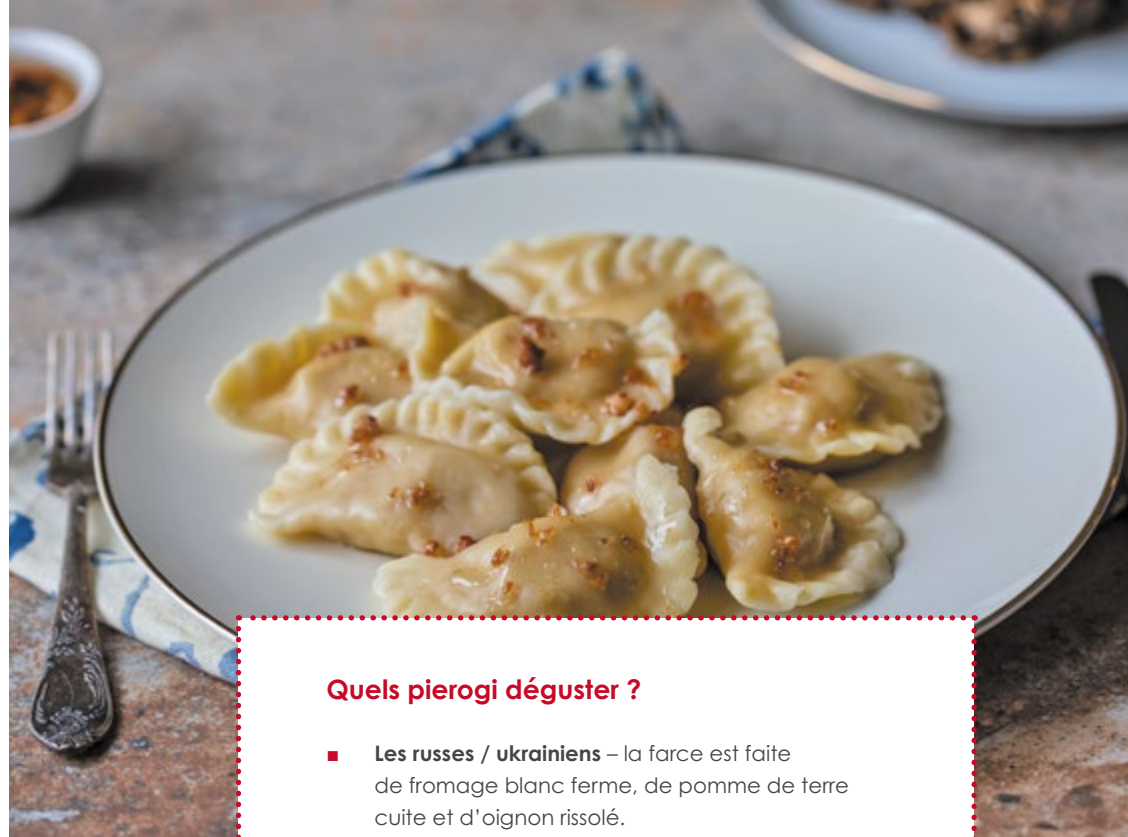 Quels pierogi déguster ?
■ Les russes / ukrainiens – la farce est faite
de fromage blanc ferme, de pomme de terre
cuite et d’oignon rissolé.